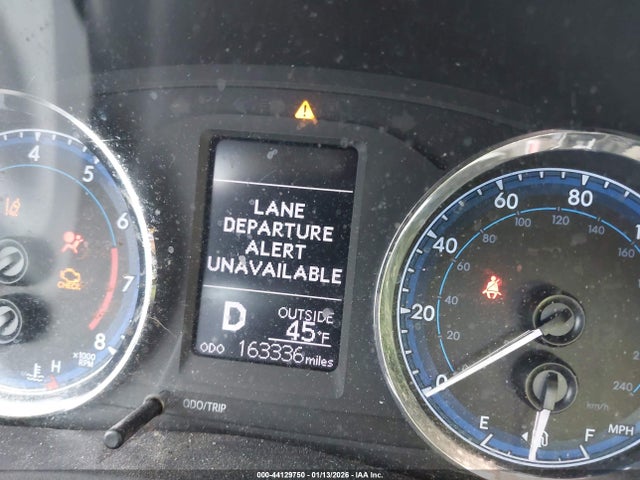 LANE
DEPARTURE
ALERT
UNAVAILABLE
D
OUTSIDE
45°F
ODO 163336 miles
ODO/TRIP
4
5
6
7
8
x1000
RPM
H
CHECK
0
20
40
60
80
20
40
60
80
100
120
140
160
240
km/h
MPH
E
F
000-44129750 - 01/13/2026 - © IAA Inc.